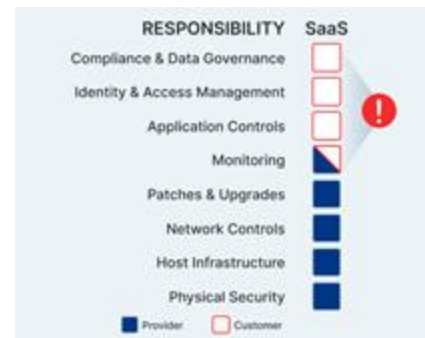 RESPONSIBILITY SaaS
Compliance & Data Governance
Identity & Access Management
Application Controls
!
Monitoring
Patches & Upgrades
Network Controls
Host Infrastructure
Physical Security
Provider Customer